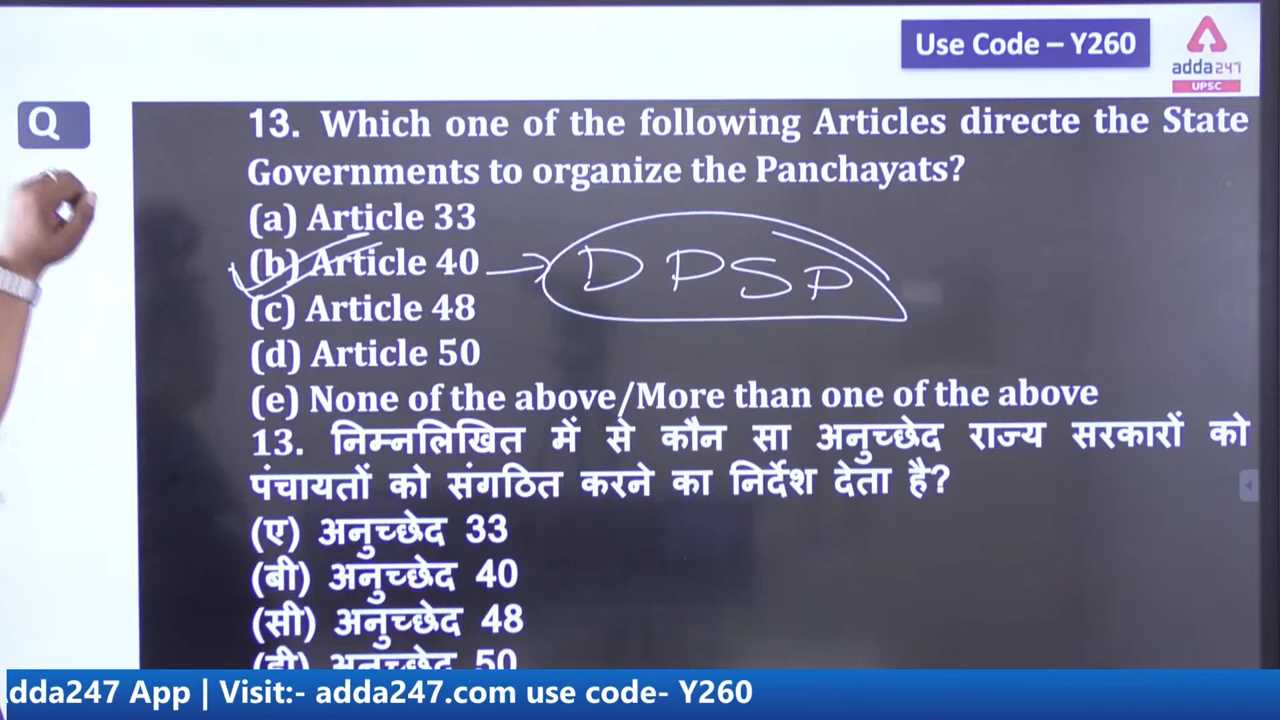 Use Code – Y260
adda247
UPSC
Q
13. Which one of the following Articles directe the State
Governments to organize the Panchayats?
(a) Article 33
(b) Article 40
DPSP
(c) Article 48
(d) Article 50
(e) None of the above/More than one of the above
13. निम्नलिखित में से कौन सा अनुच्छेद राज्य सरकारों को
पंचायतों को संगठित करने का निर्देश देता है?
(ए) अनुच्छेद 33
(बी) अनुच्छेद 40
(सी) अनुच्छेद 48
(डी) अनुच्छेद 50
dda247 App | Visit:- adda247.com use code- Y260